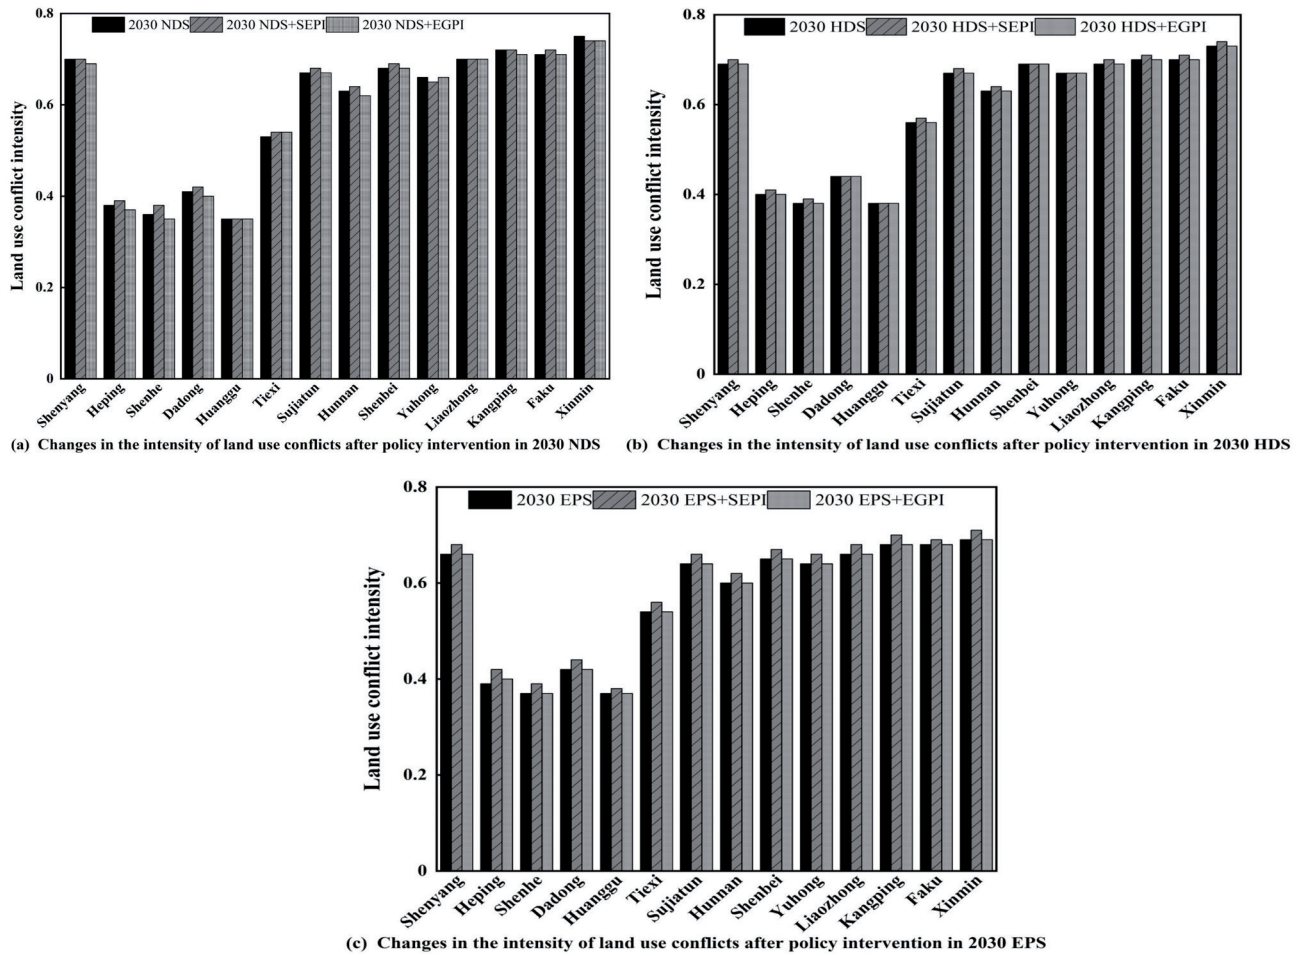 2030 NDS 2030 NDS+SEPI 2030 NDS+EGPI
Land use conflict intensity
0.8
0.6
0.4
0.2
0
Shenyang Heping Shenhe Dadong Huanggu Tiexi Sujiatun Hunnan Shenbei Yuhong Liaozhong Kangping Faku Xinmin
(a) Changes in the intensity of land use conflicts after policy intervention in 2030 NDS
2030 HDS 2030 HDS+SEPI 2030 HDS+EGPI
Land use conflict intensity
0.8
0.6
0.4
0.2
0
Shenyang Heping Shenhe Dadong Huanggu Tiexi Sujiatun Hunnan Shenbei Yuhong Liaozhong Kangping Faku Xinmin
(b) Changes in the intensity of land use conflicts after policy intervention in 2030 HDS
2030 EPS 2030 EPS+SEPI 2030 EPS+EGPI
Land use conflict intensity
0.8
0.6
0.4
0.2
0
Shenyang Heping Shenhe Dadong Huanggu Tiexi Sujiatun Hunnan Shenbei Yuhong Liaozhong Kangping Faku Xinmin
(c) Changes in the intensity of land use conflicts after policy intervention in 2030 EPS